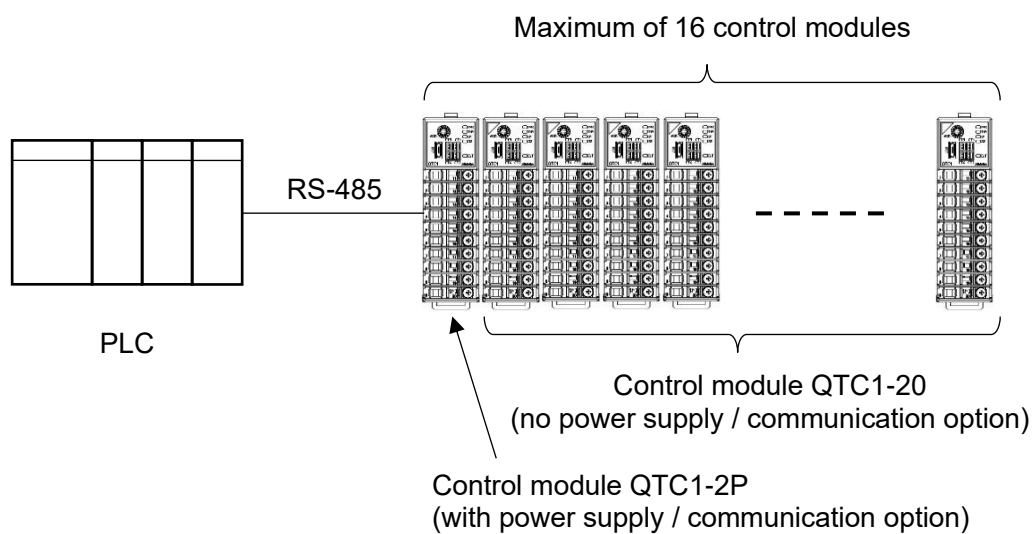 Maximum of 16 control modules
RS-485
PLC
Control module QTC1-20
(no power supply / communication option)
Control module QTC1-2P
(with power supply / communication option)